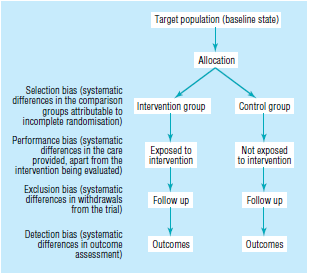 Target population (baseline state)
Allocation
Selection bias (systematic
differences in the comparison
groups attributable to
incomplete randomisation)
Intervention group
Control group
Performance bias (systematic
differences in the care
provided, apart from the
intervention being evaluated)
Exposed to
intervention
Not exposed
to intervention
Exclusion bias (systematic
differences in withdrawals
from the trial)
Follow up
Follow up
Detection bias (systematic
differences in outcome
assessment)
Outcomes
Outcomes